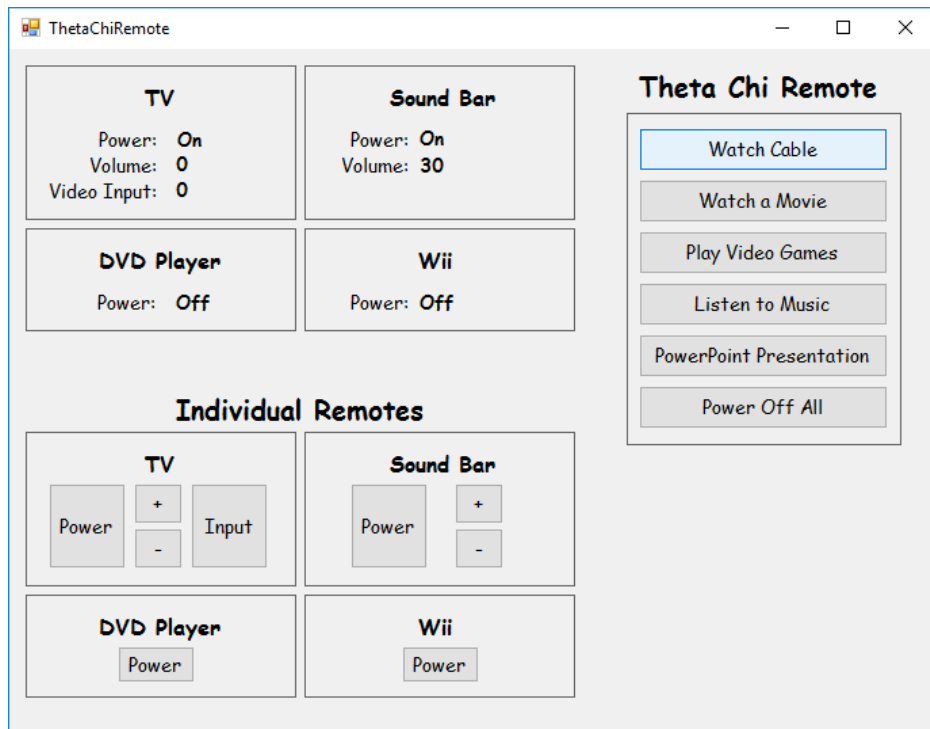 ThetaChiRemote
TV
Power: On
Volume: 0
Video Input: 0
Sound Bar
Power: On
Volume: 30
DVD Player
Power: Off
Wii
Power: Off
Theta Chi Remote
Watch Cable
Watch a Movie
Play Video Games
Listen to Music
PowerPoint Presentation
Power Off All
Individual Remotes
TV
Power
+
-
Input
Sound Bar
Power
+
-
DVD Player
Power
Wii
Power